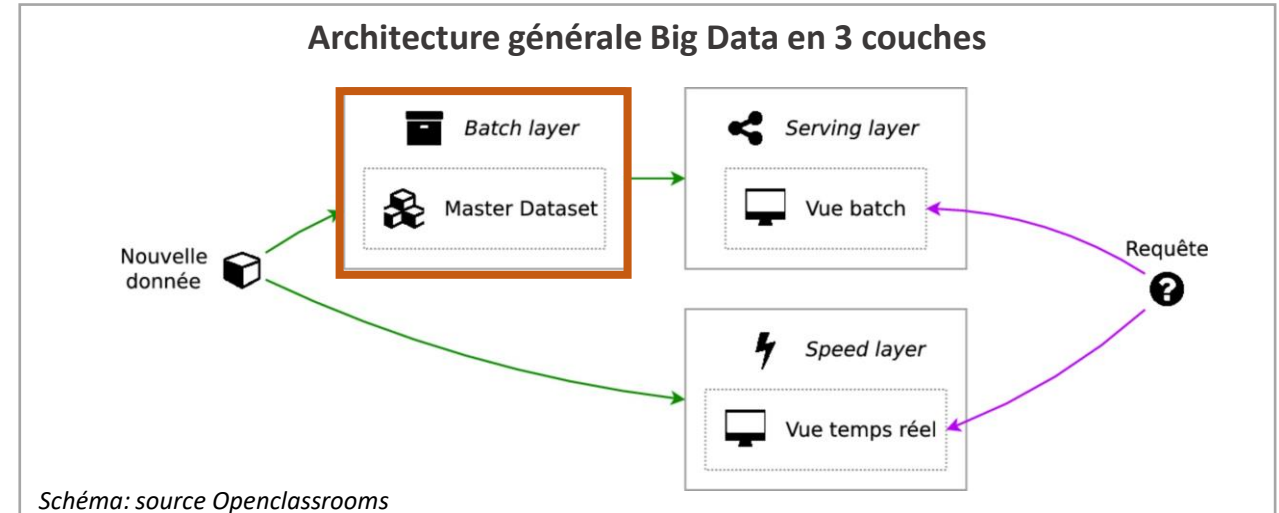 Architecture générale Big Data en 3 couches
Batch layer
Master Dataset
Serving layer
Vue batch
Nouvelle
donnée
Requête
Speed layer
Vue temps réel
Schéma: source Openclassrooms